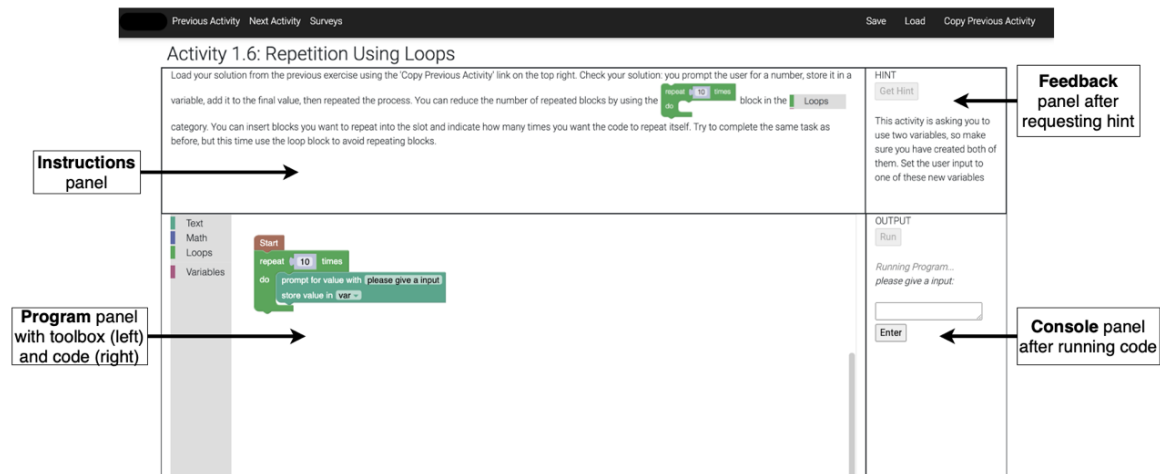 Previous Activity Next Activity Surveys Save Load Copy Previous Activity
Activity 1.6: Repetition Using Loops
Load your solution from the previous exercise using the 'Copy Previous Activity' link on the top right. Check your solution: you prompt the user for a number, store it in a
variable, add it to the final value, then repeated the process. You can reduce the number of repeated blocks by using the repeat 10 times do block in the Loops
category. You can insert blocks you want to repeat into the slot and indicate how many times you want the code to repeat itself. Try to complete the same task as
before, but this time use the loop block to avoid repeating blocks.
HINT
Get Hint
This activity is asking you to
use two variables, so make
sure you have created both of
them. Set the user input to
one of these new variables
Feedback
panel after
requesting hint
Instructions
panel
Text
Math
Loops
Variables
Start
repeat 10 times
do prompt for value with please give a input
store value in var
OUTPUT
Run
Running Program...
please give a input:
Enter
Program panel
with toolbox (left)
and code (right)
Console panel
after running code